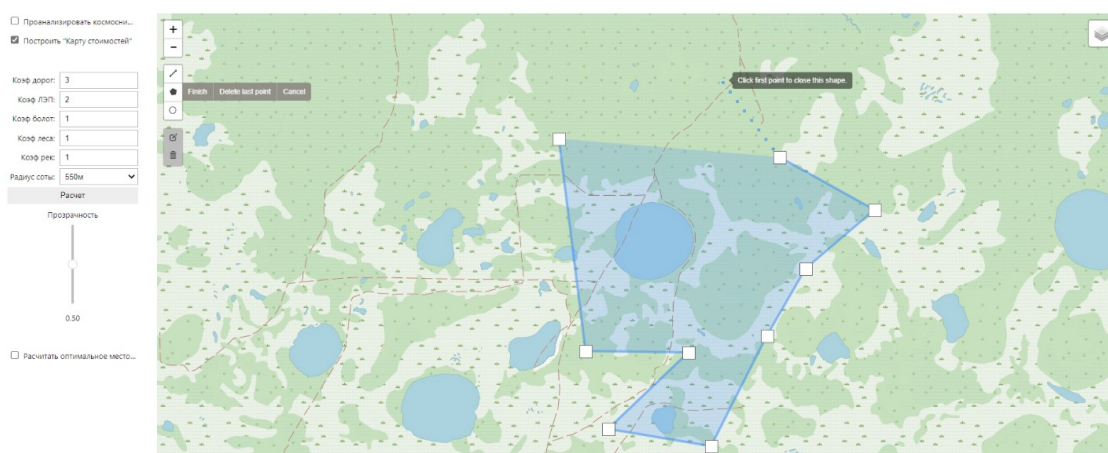 Проанализировать космосни...
Построить "Карту стоимостей"
Коэф дорог: 3
Коэф ЛЭП: 2
Коэф болот: 1
Коэф леса: 1
Коэф рек: 1
Радиус соты: 550м
Расчет
Прозрачность
0.50
Расчитать оптимальное место...
+
−
Finish Delete last point Cancel
Click first point to close this shape.